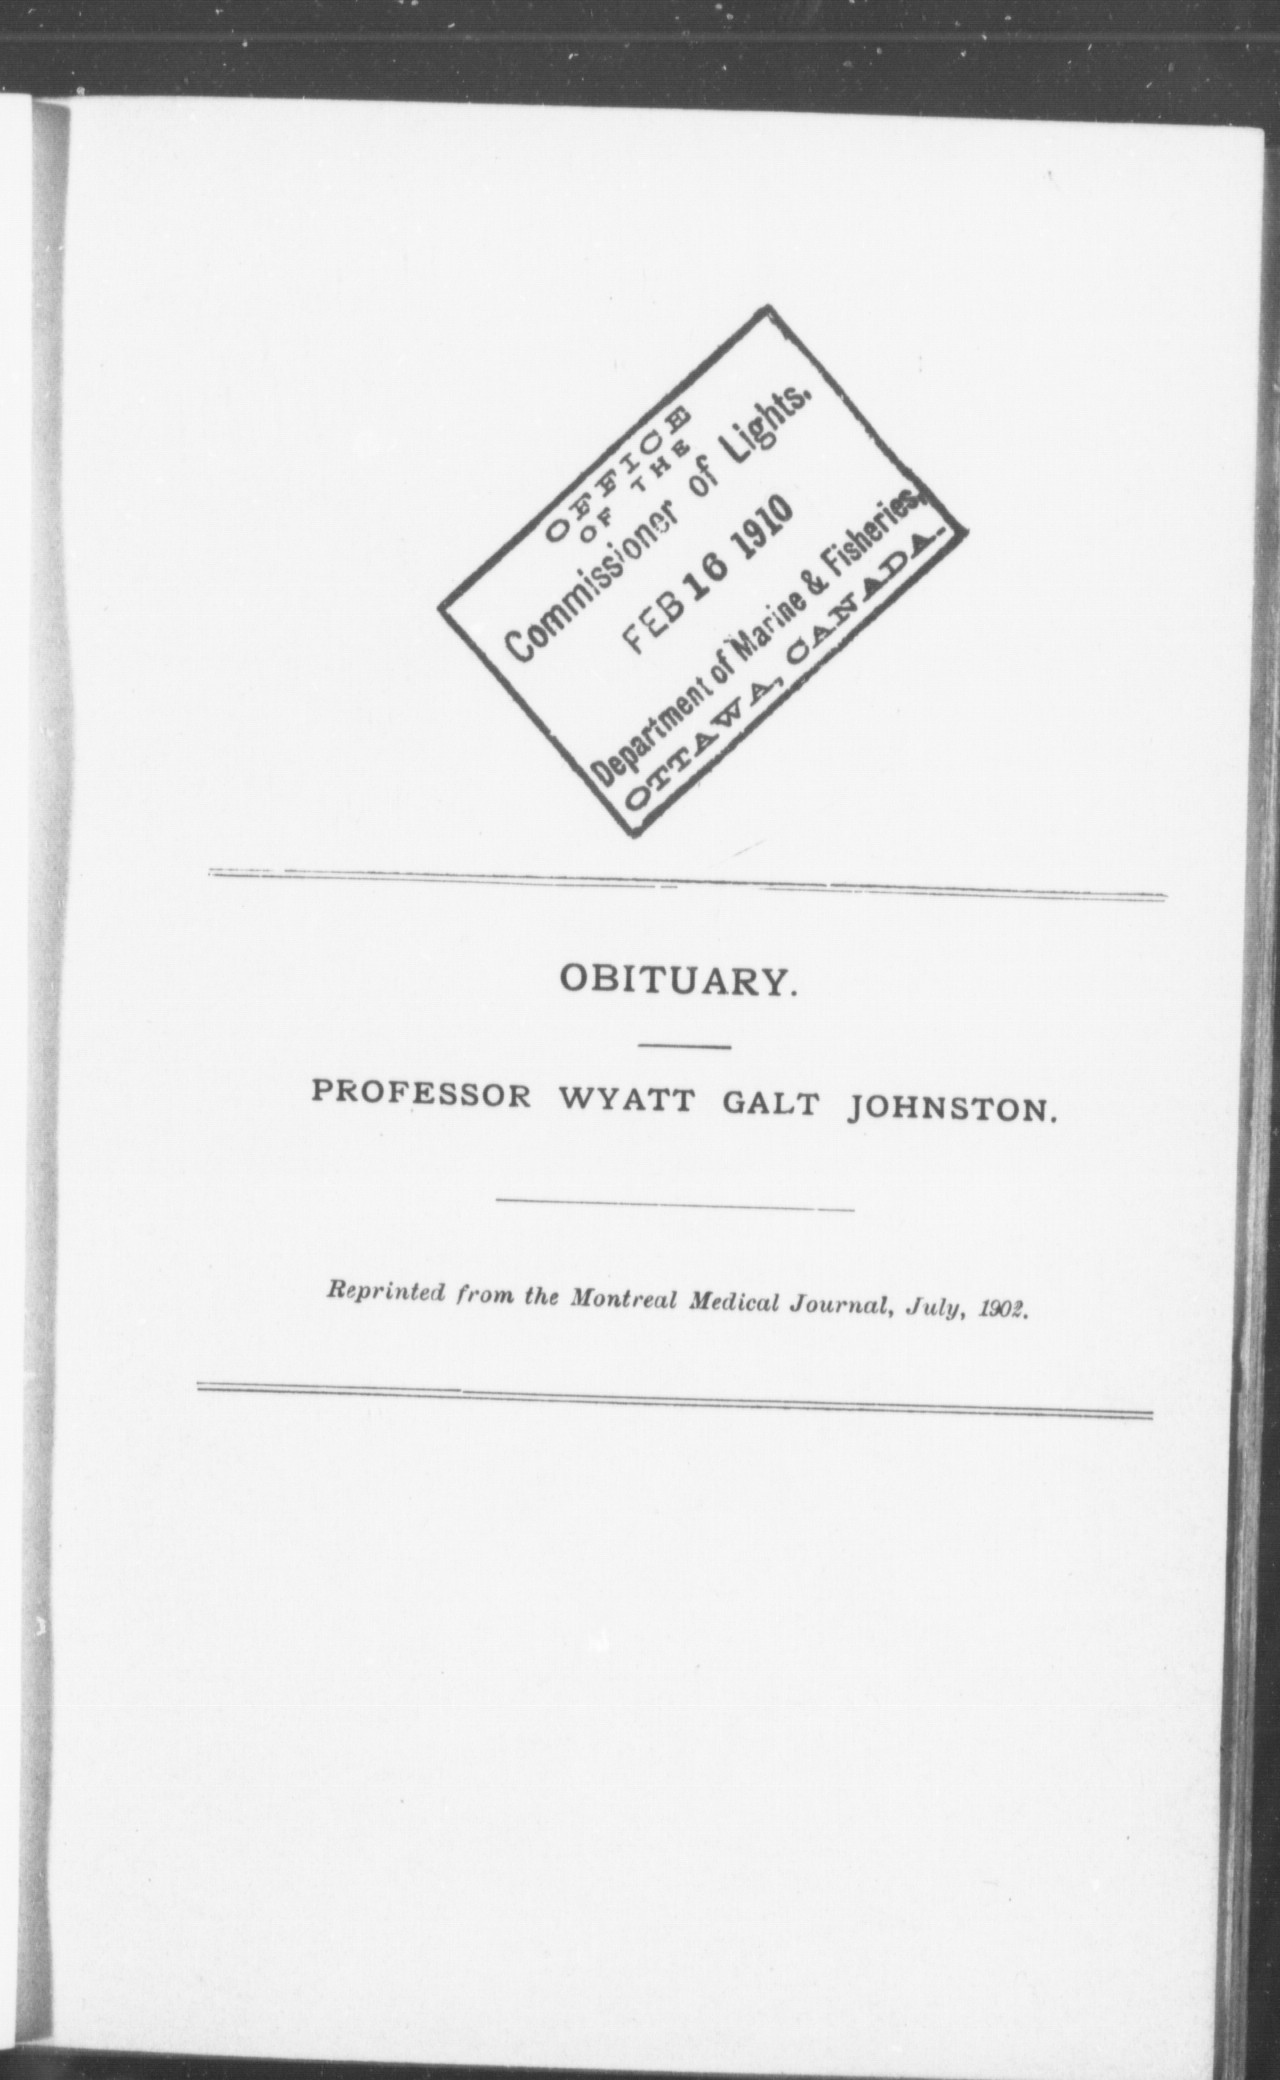 OFFICE
OF THE
Commissioner of Lights.
FEB 16 1910
Department of Marine & Fisheries,
OTTAWA, CANADA.
OBITUARY.
PROFESSOR WYATT GALT JOHNSTON.
Reprinted from the Montreal Medical Journal, July, 1902.